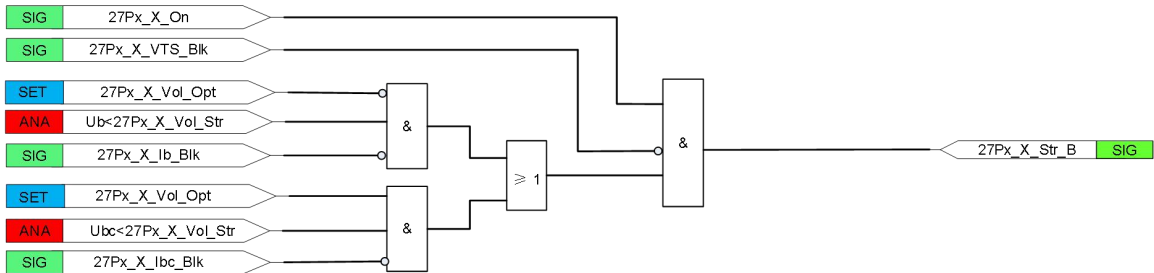 SIG 27Px_X_On
SIG 27Px_X_VTS_Blk
SET 27Px_X_Vol_Opt
ANA Ub<27Px_X_Vol_Str
&
SIG 27Px_X_Ib_Blk
&
⩾ 1
27Px_X_Str_B SIG
SET 27Px_X_Vol_Opt
ANA Ubc<27Px_X_Vol_Str
&
SIG 27Px_X_Ibc_Blk